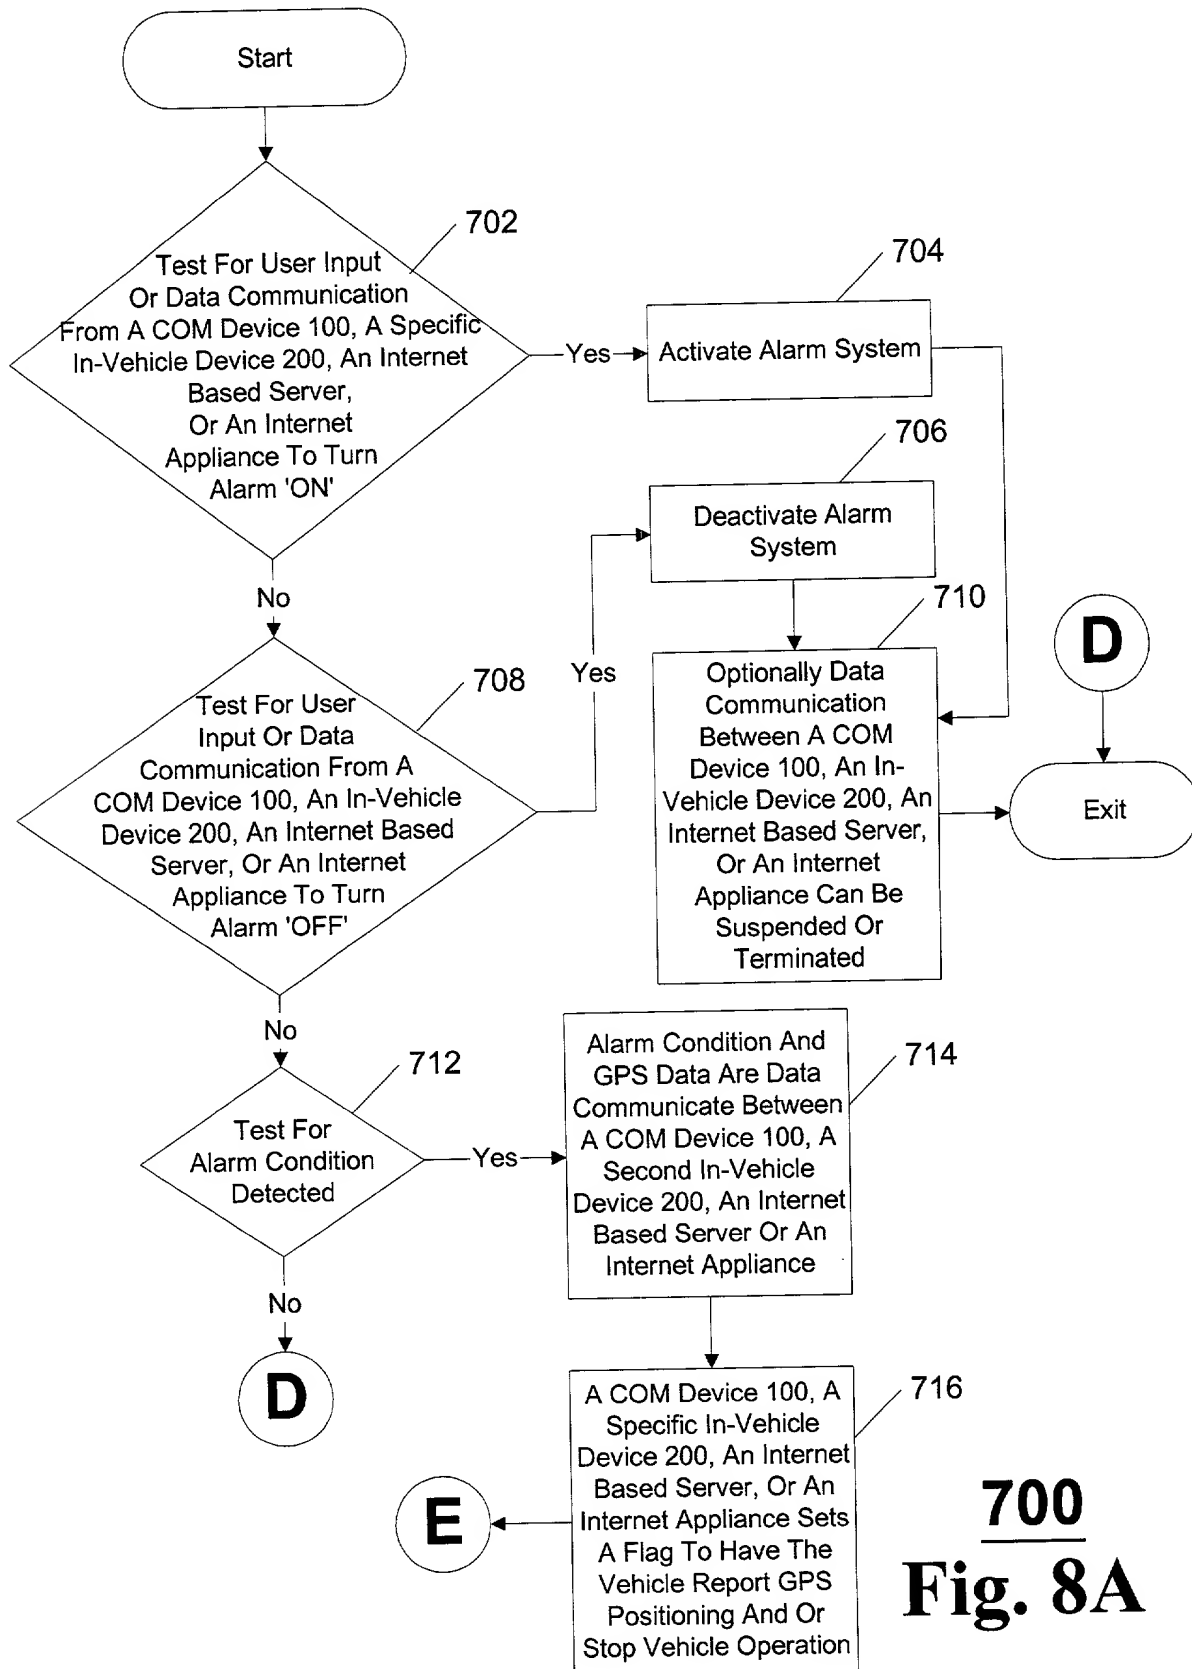 Start
702
Test For User Input
Or Data Communication
From A COM Device 100, A Specific
In-Vehicle Device 200, An Internet
Based Server,
Or An Internet
Appliance To Turn
Alarm 'ON'
Yes
704
Activate Alarm System
706
Deactivate Alarm
System
No
708
Test For User
Input Or Data
Communication From A
COM Device 100, An In-Vehicle
Device 200, An Internet Based
Server, Or An Internet
Appliance To Turn
Alarm 'OFF'
Yes
710
Optionally Data
Communication
Between A COM
Device 100, An In-
Vehicle Device 200, An
Internet Based Server,
Or An Internet
Appliance Can Be
Suspended Or
Terminated
D
Exit
No
712
Test For
Alarm Condition
Detected
Yes
714
Alarm Condition And
GPS Data Are Data
Communicate Between
A COM Device 100, A
Second In-Vehicle
Device 200, An Internet
Based Server Or An
Internet Appliance
No
D
716
A COM Device 100, A
Specific In-Vehicle
Device 200, An Internet
Based Server, Or An
Internet Appliance Sets
A Flag To Have The
Vehicle Report GPS
Positioning And Or
Stop Vehicle Operation
E
700
Fig. 8A